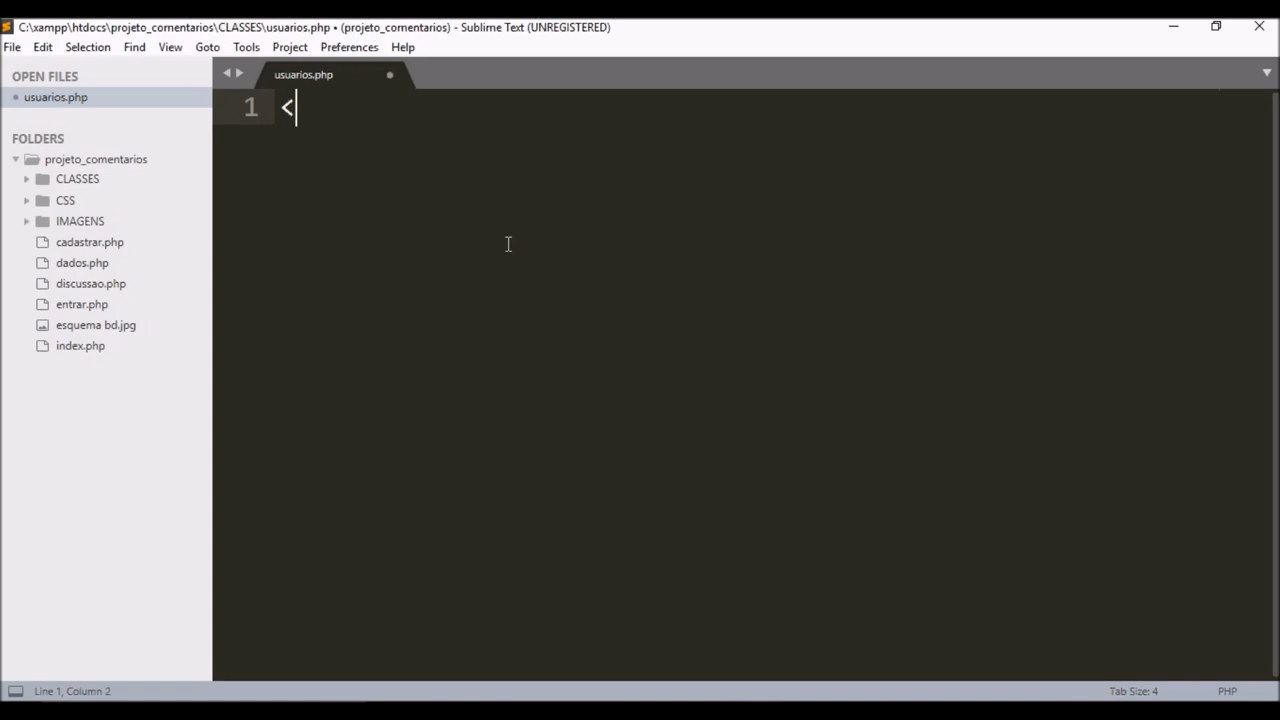 C:\xampp\htdocs\projeto_comentarios\CLASSES\usuarios.php • (projeto_comentarios) - Sublime Text (UNREGISTERED)
File Edit Selection Find View Goto Tools Project Preferences Help
OPEN FILES
usuarios.php
FOLDERS
projeto_comentarios
CLASSES
CSS
IMAGENS
cadastrar.php
dados.php
discussao.php
entrar.php
esquema bd.jpg
index.php
usuarios.php
1 <
Line 1, Column 2
Tab Size: 4
PHP